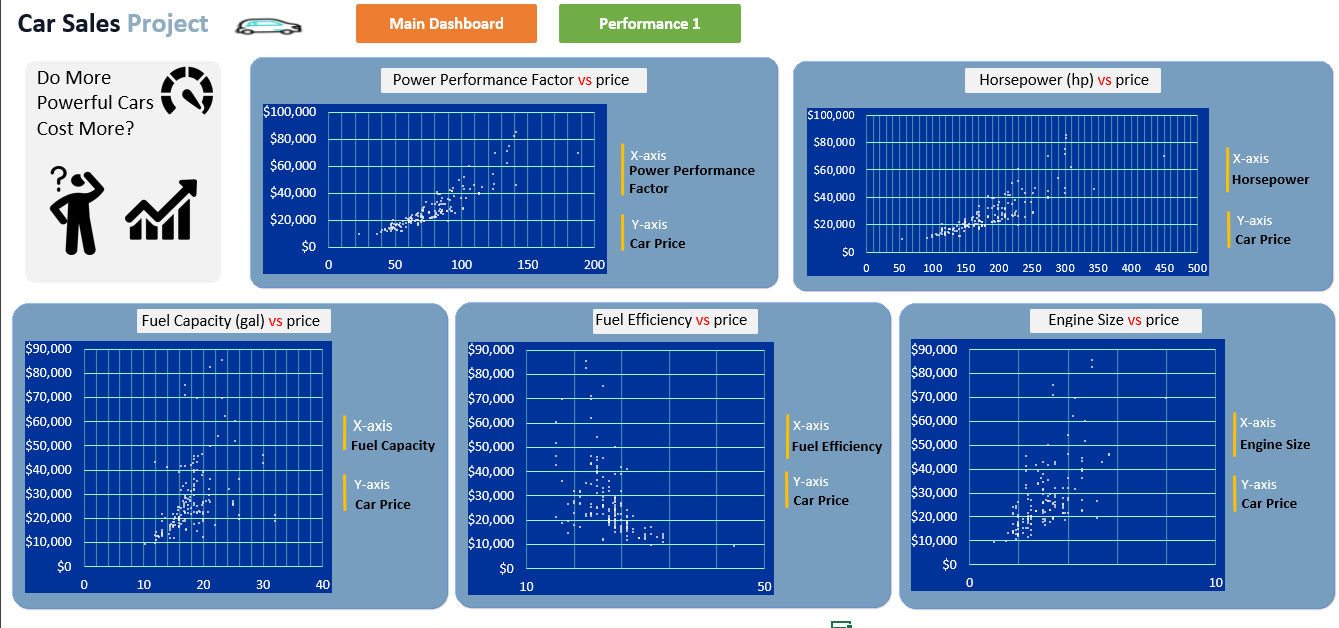 Car Sales Project
Main Dashboard
Performance 1
Do More
Powerful Cars
Cost More?
?
Power Performance Factor vs price
$100,000
$80,000
$60,000
$40,000
$20,000
$0
0 50 100 150 200
X-axis
Power Performance
Factor
Y-axis
Car Price
Horsepower (hp) vs price
$100,000
$80,000
$60,000
$40,000
$20,000
$0
0 50 100 150 200 250 300 350 400 450 500
X-axis
Horsepower
Y-axis
Car Price
Fuel Capacity (gal) vs price
$90,000
$80,000
$70,000
$60,000
$50,000
$40,000
$30,000
$20,000
$10,000
$0
0 10 20 30 40
X-axis
Fuel Capacity
Y-axis
Car Price
Fuel Efficiency vs price
$90,000
$80,000
$70,000
$60,000
$50,000
$40,000
$30,000
$20,000
$10,000
$0
10 50
X-axis
Fuel Efficiency
Y-axis
Car Price
Engine Size vs price
$90,000
$80,000
$70,000
$60,000
$50,000
$40,000
$30,000
$20,000
$10,000
$0
0 10
X-axis
Engine Size
Y-axis
Car Price